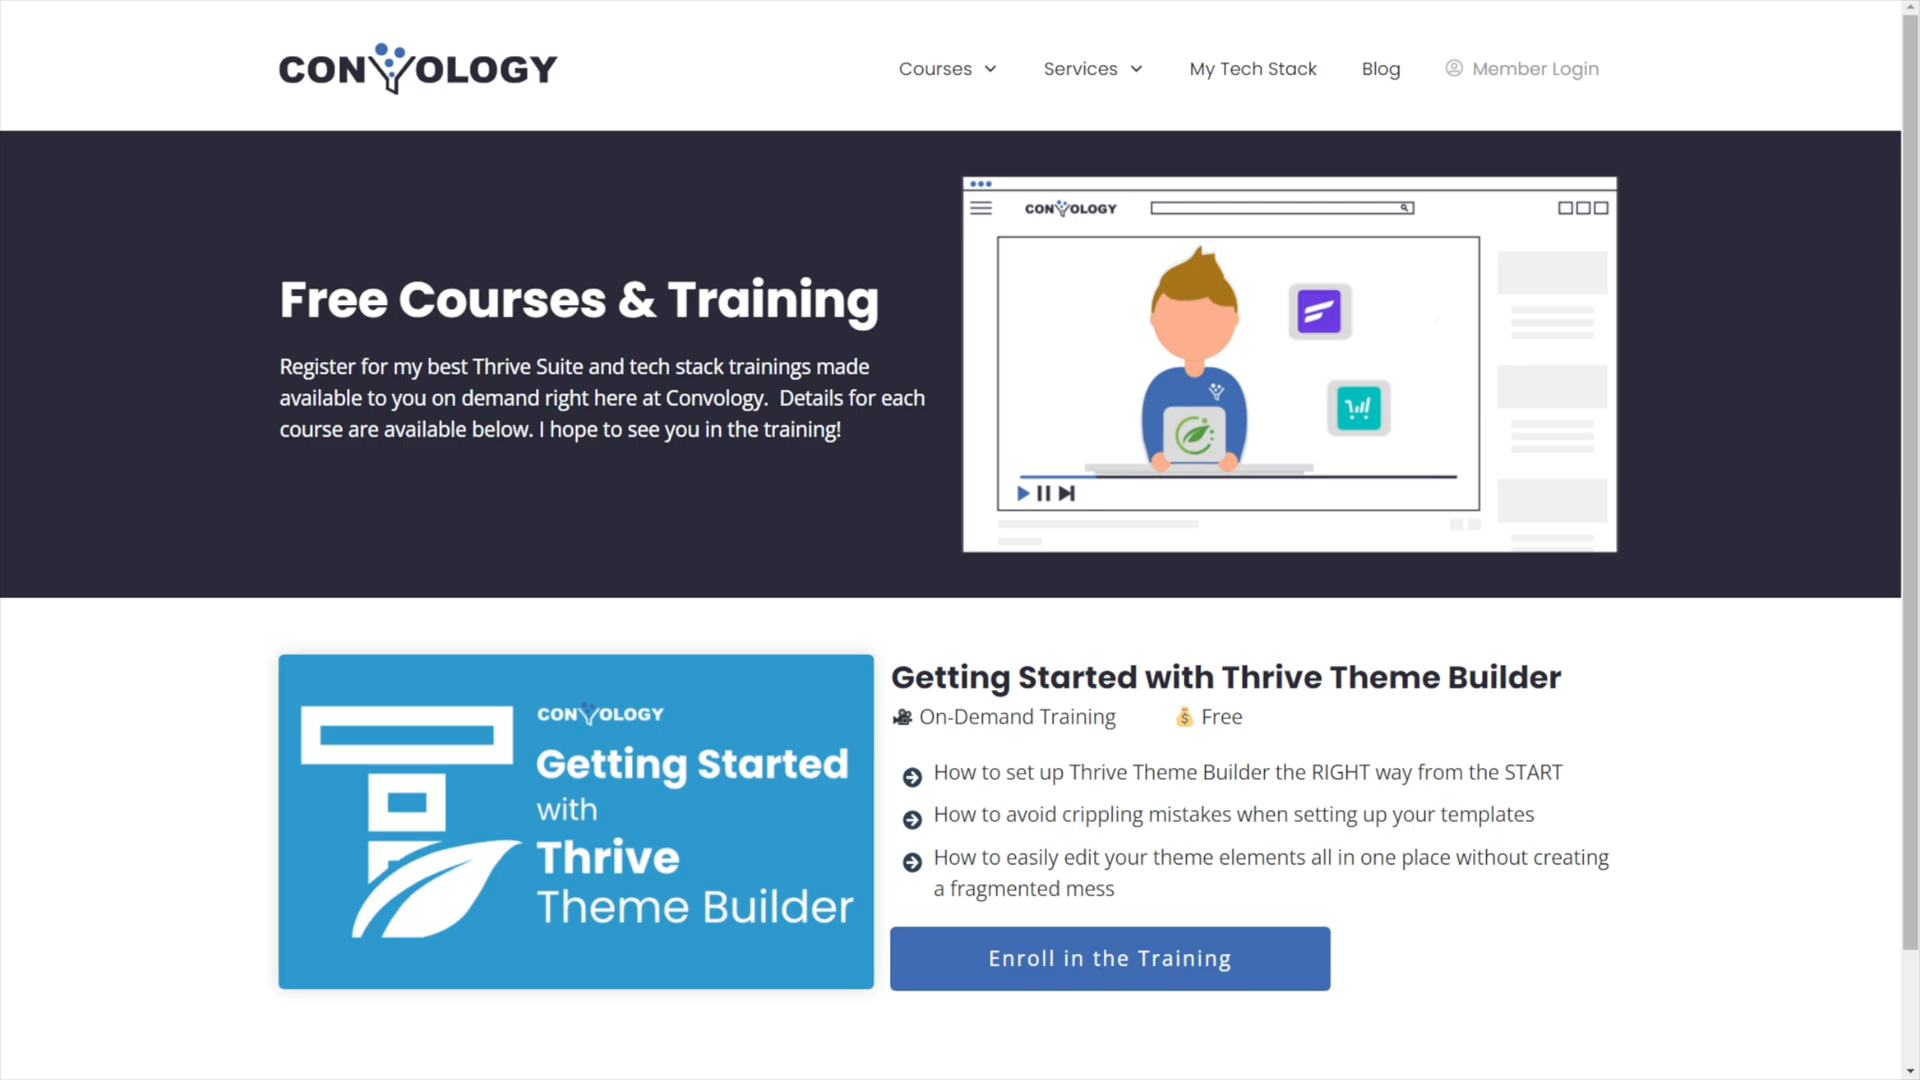 CONVOLOGY
Courses
Services
My Tech Stack
Blog
Member Login
Free Courses & Training
Register for my best Thrive Suite and tech stack trainings made
available to you on demand right here at Convology.  Details for each
course are available below. I hope to see you in the training!
CONVOLOGY
CONVOLOGY
Getting Started
with
Thrive
Theme Builder
Getting Started with Thrive Theme Builder
On-Demand Training
Free
How to set up Thrive Theme Builder the RIGHT way from the START
How to avoid crippling mistakes when setting up your templates
How to easily edit your theme elements all in one place without creating
a fragmented mess
Enroll in the Training